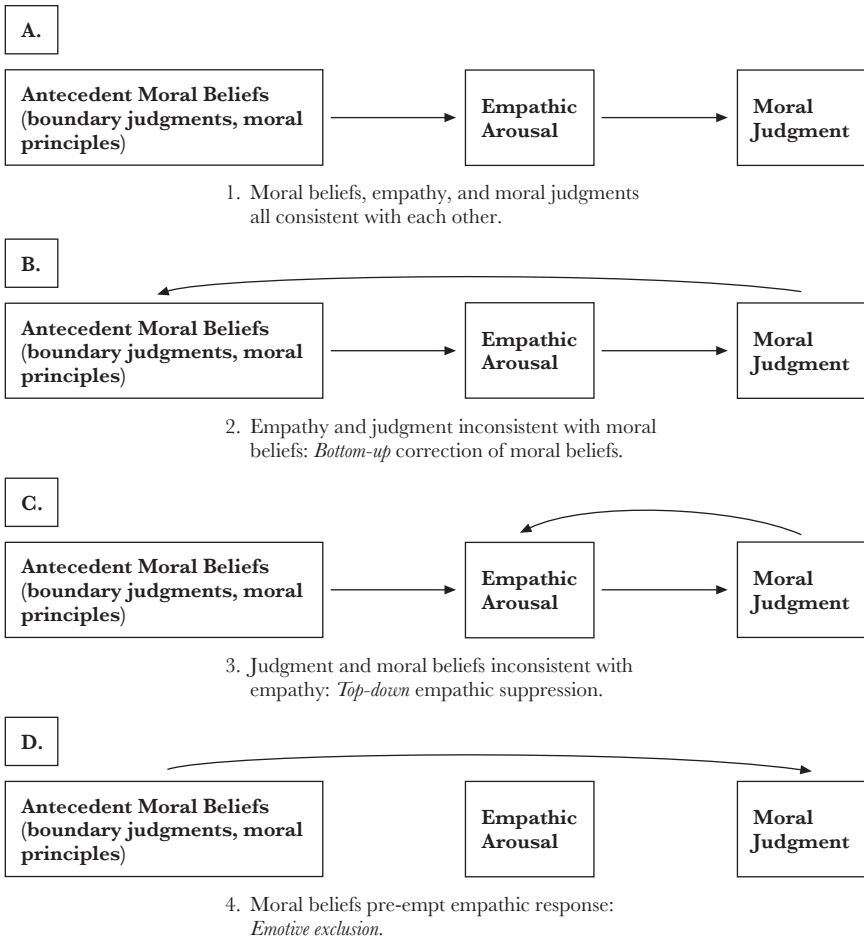 A.
Antecedent Moral Beliefs
(boundary judgments, moral
principles)
Empathic
Arousal
Moral
Judgment
1. Moral beliefs, empathy, and moral judgments
all consistent with each other.
B.
Antecedent Moral Beliefs
(boundary judgments, moral
principles)
Empathic
Arousal
Moral
Judgment
2. Empathy and judgment inconsistent with moral
beliefs: Bottom-up correction of moral beliefs.
C.
Antecedent Moral Beliefs
(boundary judgments, moral
principles)
Empathic
Arousal
Moral
Judgment
3. Judgment and moral beliefs inconsistent with
empathy: Top-down empathic suppression.
D.
Antecedent Moral Beliefs
(boundary judgments, moral
principles)
Empathic
Arousal
Moral
Judgment
4. Moral beliefs pre-empt empathic response:
Emotive exclusion.